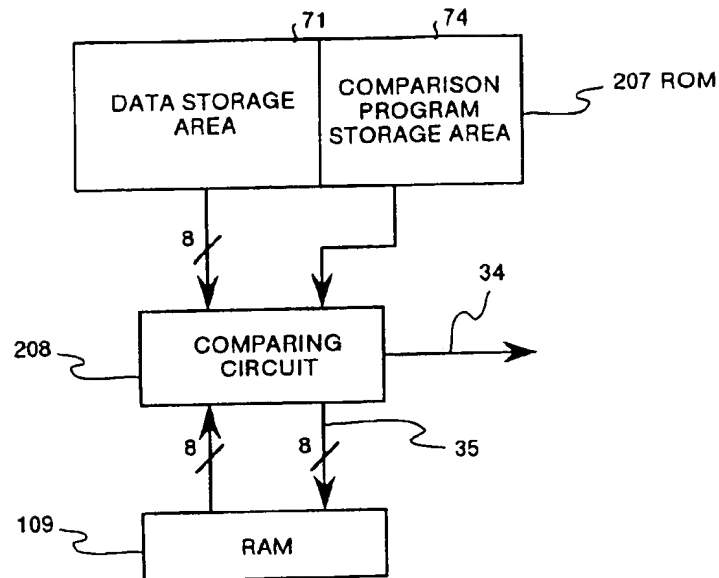 71
74
DATA STORAGE
AREA
COMPARISON
PROGRAM
STORAGE AREA
207 ROM
8
34
208
COMPARING
CIRCUIT
8
8
35
109
RAM